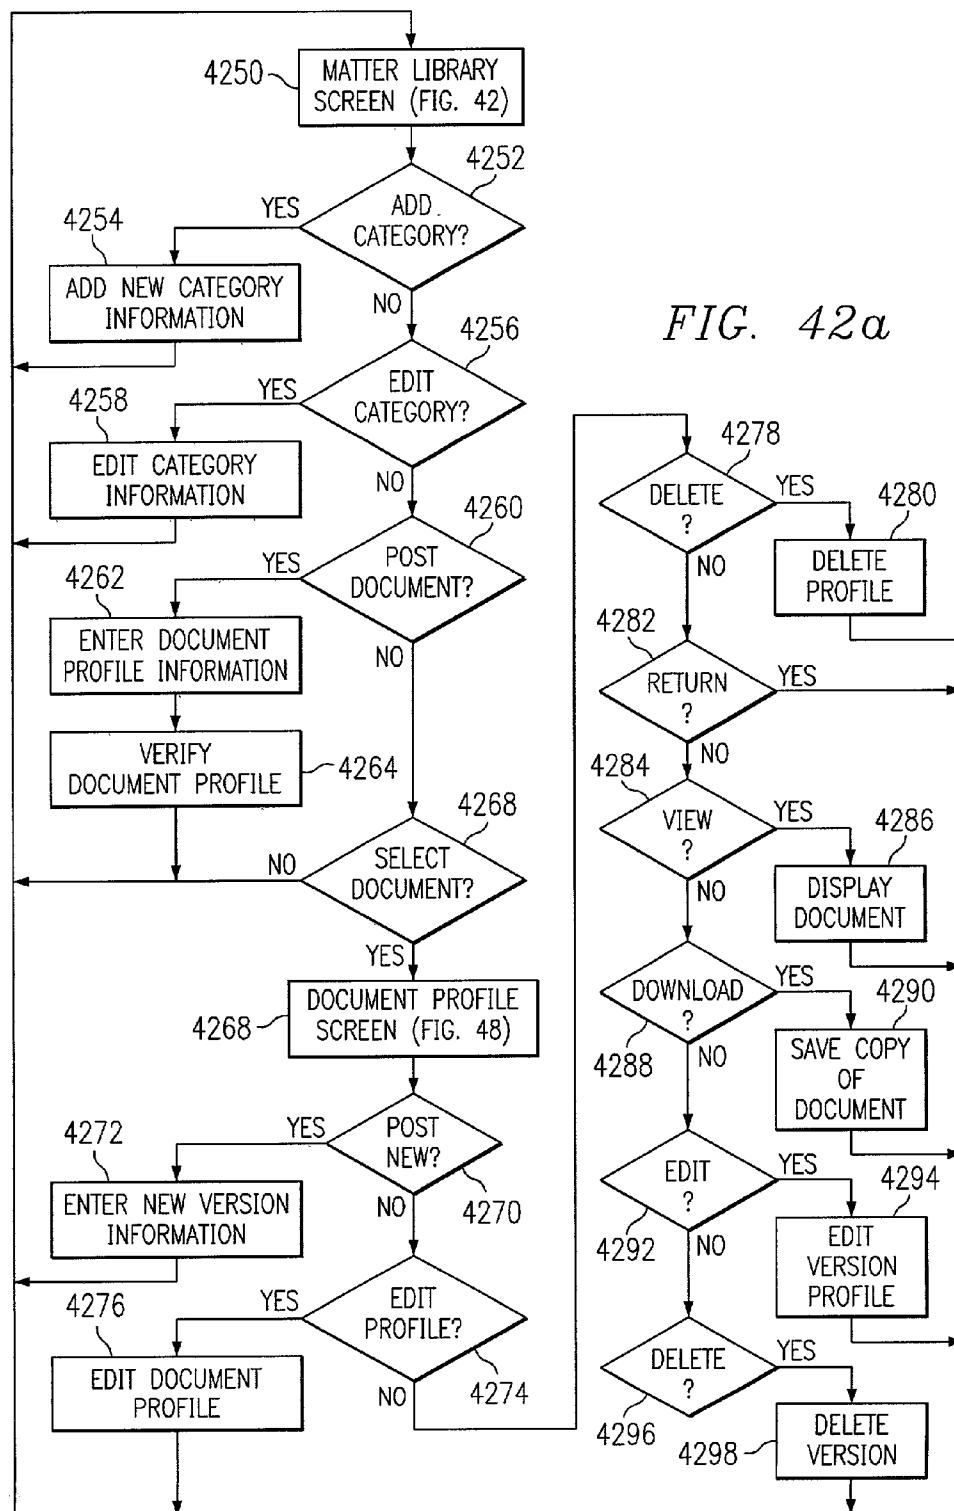 4250
MATTER LIBRARY
SCREEN (FIG. 42)
4252
ADD
CATEGORY?
YES
NO
4254
ADD NEW CATEGORY
INFORMATION
FIG. 42a
4256
EDIT
CATEGORY?
YES
NO
4258
EDIT CATEGORY
INFORMATION
4260
POST
DOCUMENT?
YES
NO
4262
ENTER DOCUMENT
PROFILE INFORMATION
VERIFY
DOCUMENT PROFILE
4264
4268
SELECT
DOCUMENT?
NO
YES
4268
DOCUMENT PROFILE
SCREEN (FIG. 48)
POST
NEW?
4270
YES
NO
4272
ENTER NEW VERSION
INFORMATION
EDIT
PROFILE?
4274
YES
NO
4276
EDIT DOCUMENT
PROFILE
4278
DELETE
?
YES
NO
4280
DELETE
PROFILE
4282
RETURN
?
YES
NO
4284
VIEW
?
YES
NO
4286
DISPLAY
DOCUMENT
DOWNLOAD
?
4288
YES
NO
4290
SAVE COPY
OF
DOCUMENT
EDIT
?
4292
YES
NO
4294
EDIT
VERSION
PROFILE
DELETE
?
4296
YES
4298
DELETE
VERSION